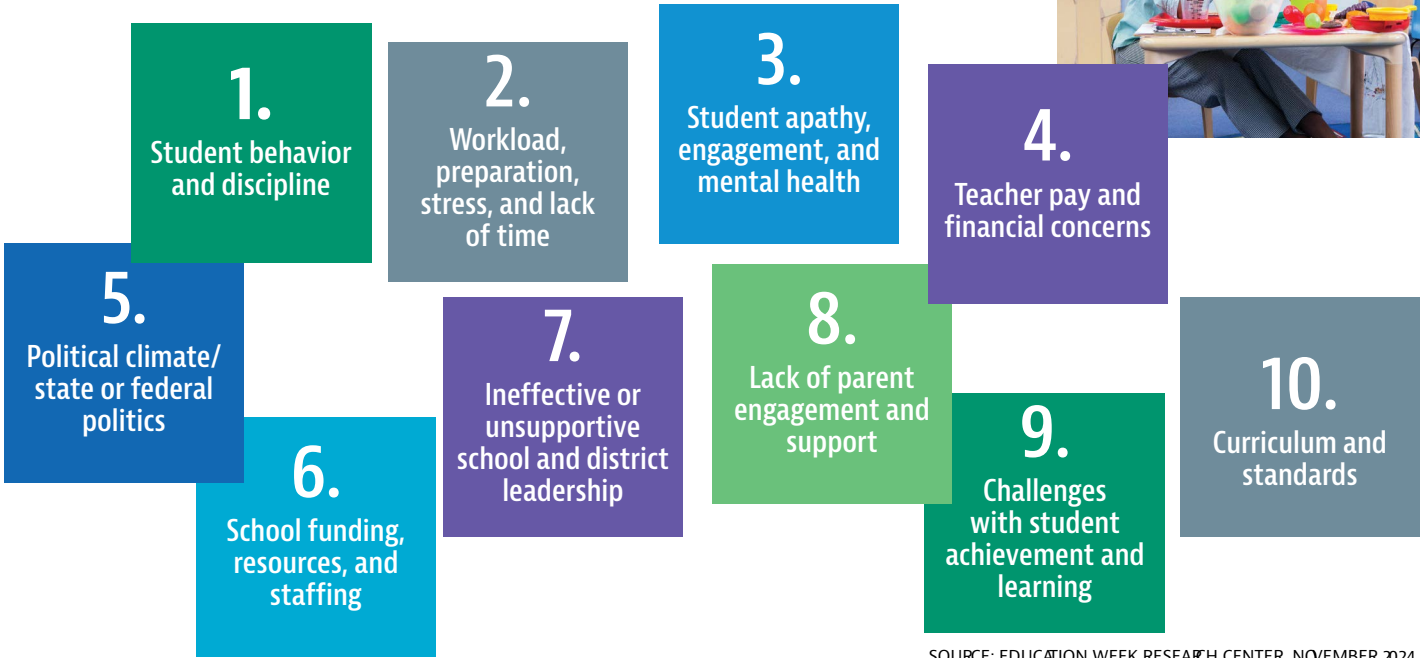 1.
Student behavior
and discipline
2.
Workload,
preparation,
stress, and lack
of time
3.
Student apathy,
engagement, and
mental health
4.
Teacher pay and
financial concerns
5.
Political climate/
state or federal
politics
6.
School funding,
resources, and
staffing
7.
Ineffective or
unsupportive
school and district
leadership
8.
Lack of parent
engagement and
support
9.
Challenges
with student
achievement and
learning
10.
Curriculum and
standards
SOURCE: EDUCATION WEEK RESEARCH CENTER, NOVEMBER 2024